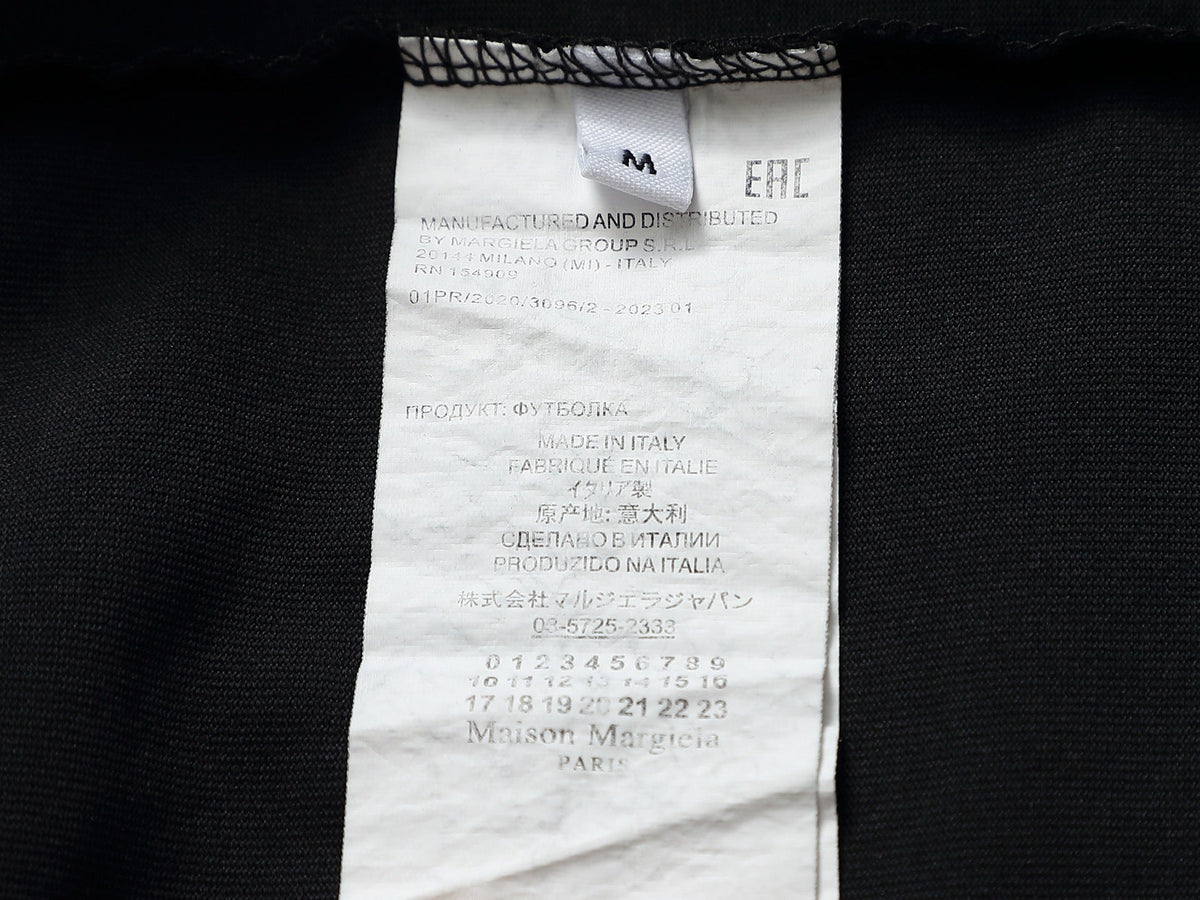 M
EAC
MANUFACTURED AND DISTRIBUTED
BY MARGIELA GROUP S.R.L
20144 MILANO (MI) - ITALY
RN 154909
01PR/2020/3096/2 - 2023 01
ПРОДУКТ: ФУТБОЛКА
MADE IN ITALY
FABRIQUÉ EN ITALIE
イタリア製
原产地: 意大利
СДЕЛАНО В ИТАЛИИ
PRODUZIDO NA ITALIA
株式会社マルジエラジャパン
03-5725-2333
0 1 2 3 4 5 6 7 8 9
10 11 12 13 14 15 16
17 18 19 20 21 22 23
Maison Margiela
PARIS